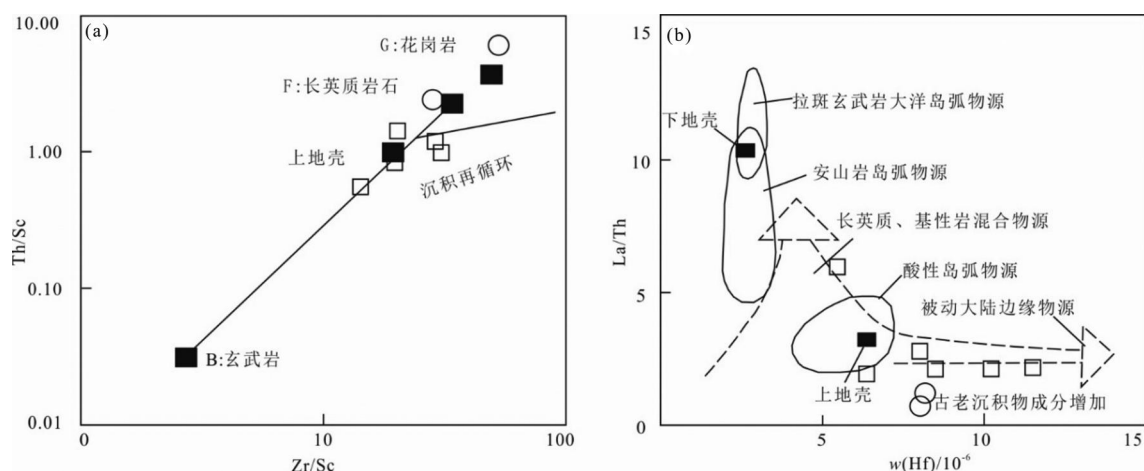 (a)
10.00
1.00
0.10
0.01
Th/Sc
G:花岗岩
F:长英质岩石
上地壳
沉积再循环
B:玄武岩
0
10
100
Zr/Sc
(b)
15
10
5
0
La/Th
拉斑玄武岩大洋岛弧物源
下地壳
安山岩岛弧物源
长英质、基性岩混合物源
酸性岛弧物源
被动大陆边缘物源
上地壳
古老沉积物成分增加
5
10
15
w(Hf)/10⁻⁶